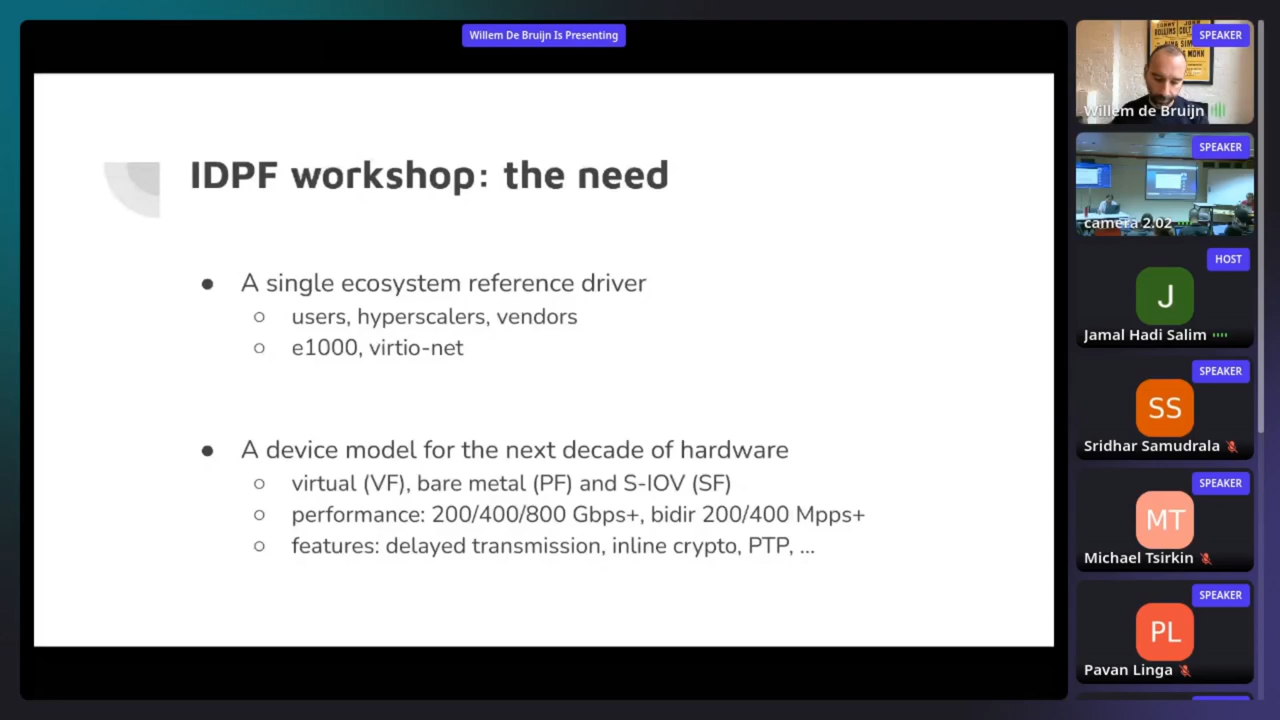 Willem De Bruijn Is Presenting
IDPF workshop: the need
● A single ecosystem reference driver
○ users, hyperscalers, vendors
○ e1000, virtio-net
● A device model for the next decade of hardware
○ virtual (VF), bare metal (PF) and S-IOV (SF)
○ performance: 200/400/800 Gbps+, bidir 200/400 Mpps+
○ features: delayed transmission, inline crypto, PTP, ...
SPEAKER
Willem de Bruijn
SPEAKER
camera 2.02
HOST
J
Jamal Hadi Salim
SPEAKER
SS
Sridhar Samudrala
SPEAKER
MT
Michael Tsirkin
SPEAKER
PL
Pavan Linga